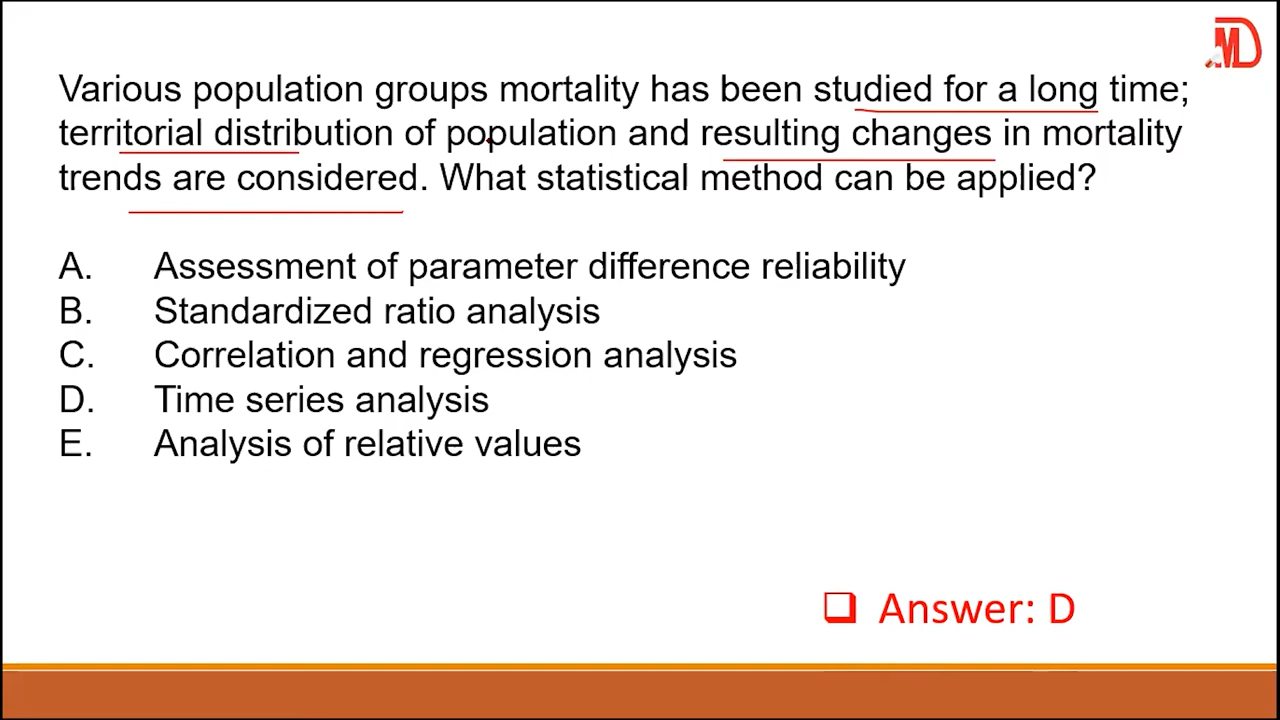 MD
Various population groups mortality has been studied for a long time;
territorial distribution of population and resulting changes in mortality
trends are considered. What statistical method can be applied?
A. Assessment of parameter difference reliability
B. Standardized ratio analysis
C. Correlation and regression analysis
D. Time series analysis
E. Analysis of relative values
Answer: D